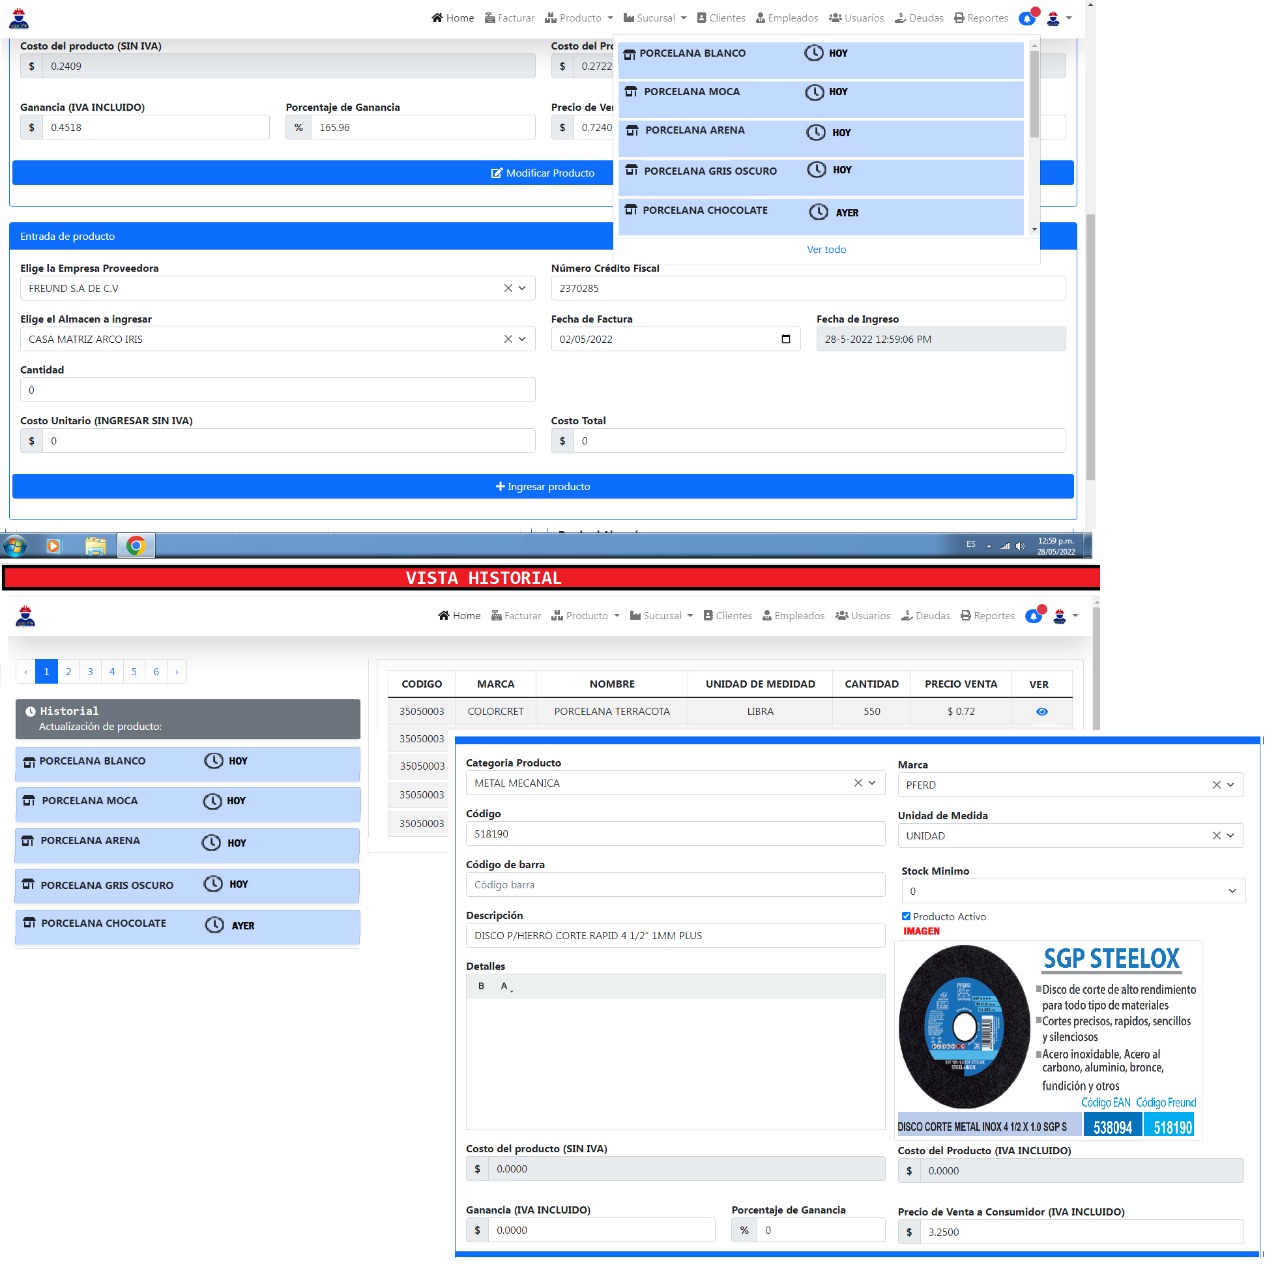 Home Facturar Producto Sucursal Clientes Empleados Usuarios Deudas Reportes
Costo del producto (SIN IVA)
$ 0.2409
Costo del Pr
$ 0.2722
Ganancia (IVA INCLUIDO)
$ 0.4518
Porcentaje de Ganancia
% 165.96
Precio de Ve
$ 0.7240
Modificar Producto
PORCELANA BLANCO HOY
PORCELANA MOCA HOY
PORCELANA ARENA HOY
PORCELANA GRIS OSCURO HOY
PORCELANA CHOCOLATE AYER
Ver todo
Entrada de producto
Elige la Empresa Proveedora
FREUND S.A DE C.V
Número Crédito Fiscal
2370285
Elige el Almacen a ingresar
CASA MATRIZ ARCO IRIS
Fecha de Factura
02/05/2022
Fecha de Ingreso
28-5-2022 12:59:06 PM
Cantidad
0
Costo Unitario (INGRESAR SIN IVA)
$ 0
Costo Total
$ 0
Ingresar producto
ES
12:59 p.m.
28/05/2022
VISTA HISTORIAL
Home Facturar Producto Sucursal Clientes Empleados Usuarios Deudas Reportes
‹ 1 2 3 4 5 6 ›
Historial
Actualización de producto:
PORCELANA BLANCO HOY
PORCELANA MOCA HOY
PORCELANA ARENA HOY
PORCELANA GRIS OSCURO HOY
PORCELANA CHOCOLATE AYER
CODIGO MARCA NOMBRE UNIDAD DE MEDIDAD CANTIDAD PRECIO VENTA VER
35050003 COLORCRET PORCELANA TERRACOTA LIBRA 550 $ 0.72
35050003
35050003
35050003
35050003
Categoria Producto
METAL MECANICA
Marca
PFERD
Código
518190
Unidad de Medida
UNIDAD
Código de barra
Código barra
Stock Minimo
0
Producto Activo
IMAGEN
Descripción
DISCO P/HIERRO CORTE RAPID 4 1/2" 1MM PLUS
Detalles
B A
SGP STEELOX
Disco de corte de alto rendimiento
para todo tipo de materiales
Cortes precisos, rapidos, sencillos
y silenciosos
Acero inoxidable, Acero al
carbono, aluminio, bronce,
fundición y otros
Código EAN Código Freund
DISCO CORTE METAL INOX 4 1/2 X 1.0 SGP S 538094 518190
Costo del producto (SIN IVA)
$ 0.0000
Costo del Producto (IVA INCLUIDO)
$ 0.0000
Ganancia (IVA INCLUIDO)
$ 0.0000
Porcentaje de Ganancia
% 0
Precio de Venta a Consumidor (IVA INCLUIDO)
$ 3.2500